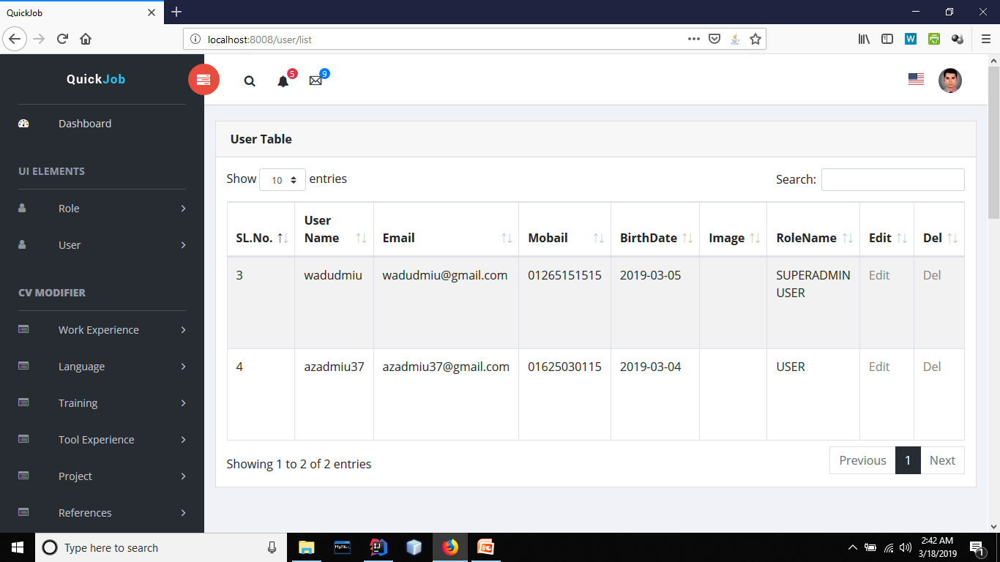 QuickJob
localhost:8008/user/list
W
QuickJob
5
9
Dashboard
UI ELEMENTS
Role
User
CV MODIFIER
Work Experience
Language
Training
Tool Experience
Project
References
User Table
Show 10 entries
Search:
SL.No. User Name Email Mobail BirthDate Image RoleName Edit Del
3 wadudmiu wadudmiu@gmail.com 01265151515 2019-03-05 SUPERADMIN Edit Del
USER
4 azadmiu37 azadmiu37@gmail.com 01625030115 2019-03-04 USER Edit Del
Showing 1 to 2 of 2 entries
Previous 1 Next
Type here to search
MySQL
IJ
2:42 AM
3/18/2019
1